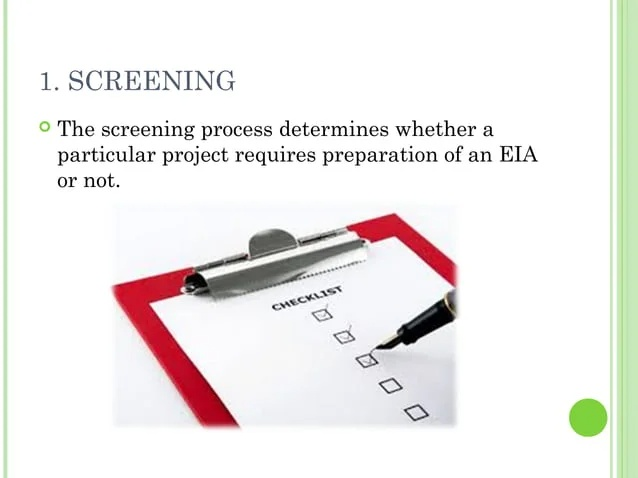 1. SCREENING
The screening process determines whether a
particular project requires preparation of an EIA
or not.
CHECKLIST